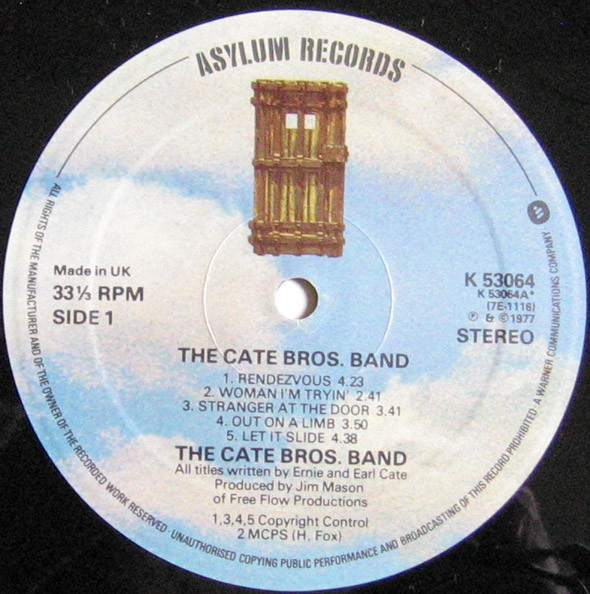 ASYLUM RECORDS
Made in UK
33⅓ RPM
SIDE 1
K 53064
K 53064A*
(7E-1116)
℗ & © 1977
STEREO
THE CATE BROS. BAND
1. RENDEZVOUS 4.23
2. WOMAN I'M TRYIN' 2.41
3. STRANGER AT THE DOOR 3.41
4. OUT ON A LIMB 3.50
5. LET IT SLIDE 4.38
THE CATE BROS. BAND
All titles written by Ernie and Earl Cate
Produced by Jim Mason
of Free Flow Productions
1,3,4,5 Copyright Control
2 MCPS (H. Fox)
ALL RIGHTS OF THE MANUFACTURER AND OF THE OWNER OF THE RECORDED WORK RESERVED · UNAUTHORISED COPYING PUBLIC PERFORMANCE AND BROADCASTING OF THIS RECORD PROHIBITED · A WARNER COMMUNICATIONS COMPANY ·